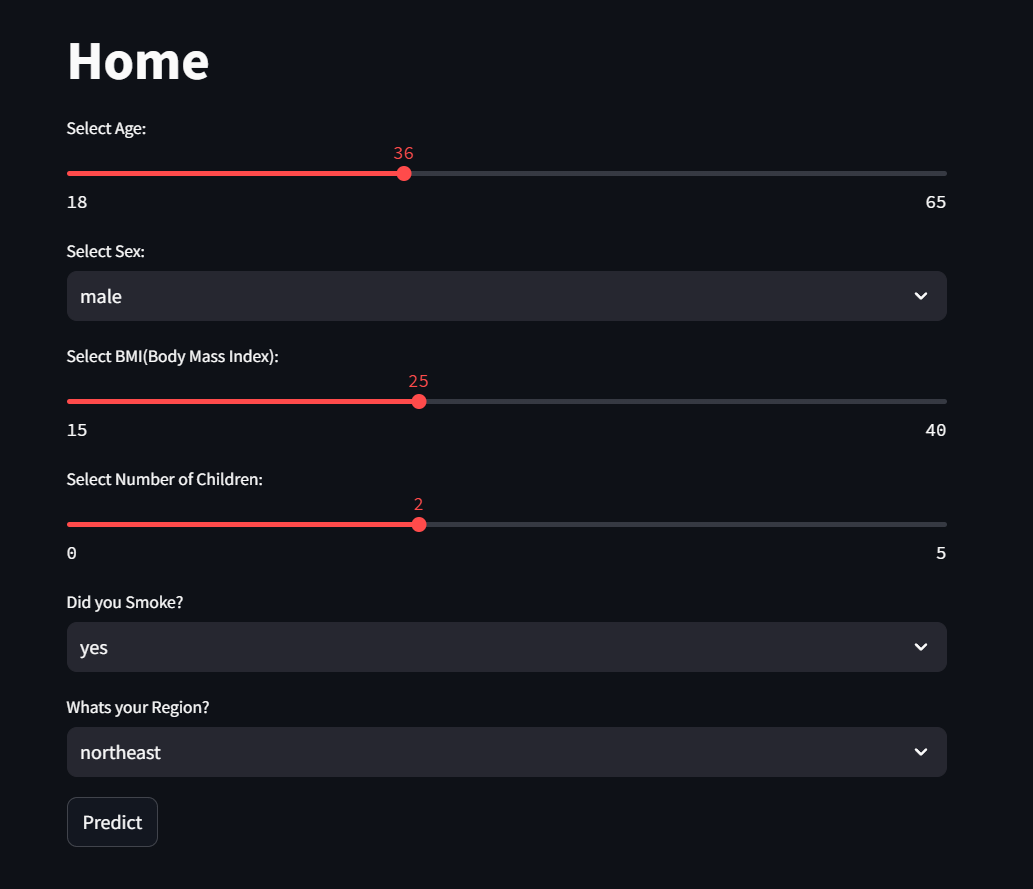 Home
Select Age:
36
18 65
Select Sex:
male
Select BMI(Body Mass Index):
25
15 40
Select Number of Children:
2
0 5
Did you Smoke?
yes
Whats your Region?
northeast
Predict